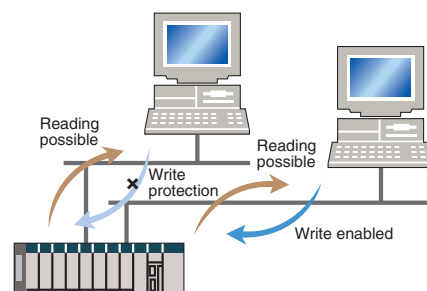 Reading
possible
Write
protection
Reading
possible
Write enabled